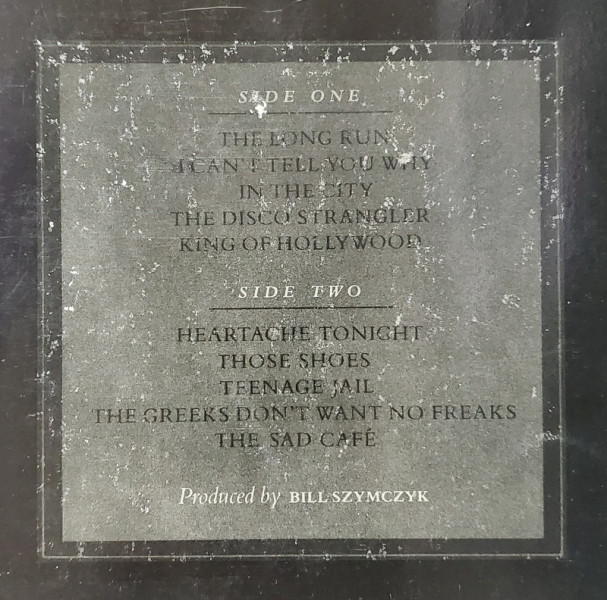 SIDE ONE
THE LONG RUN
I CAN'T TELL YOU WHY
IN THE CITY
THE DISCO STRANGLER
KING OF HOLLYWOOD
SIDE TWO
HEARTACHE TONIGHT
THOSE SHOES
TEENAGE JAIL
THE GREEKS DON'T WANT NO FREAKS
THE SAD CAFÉ
Produced by BILL SZYMCZYK